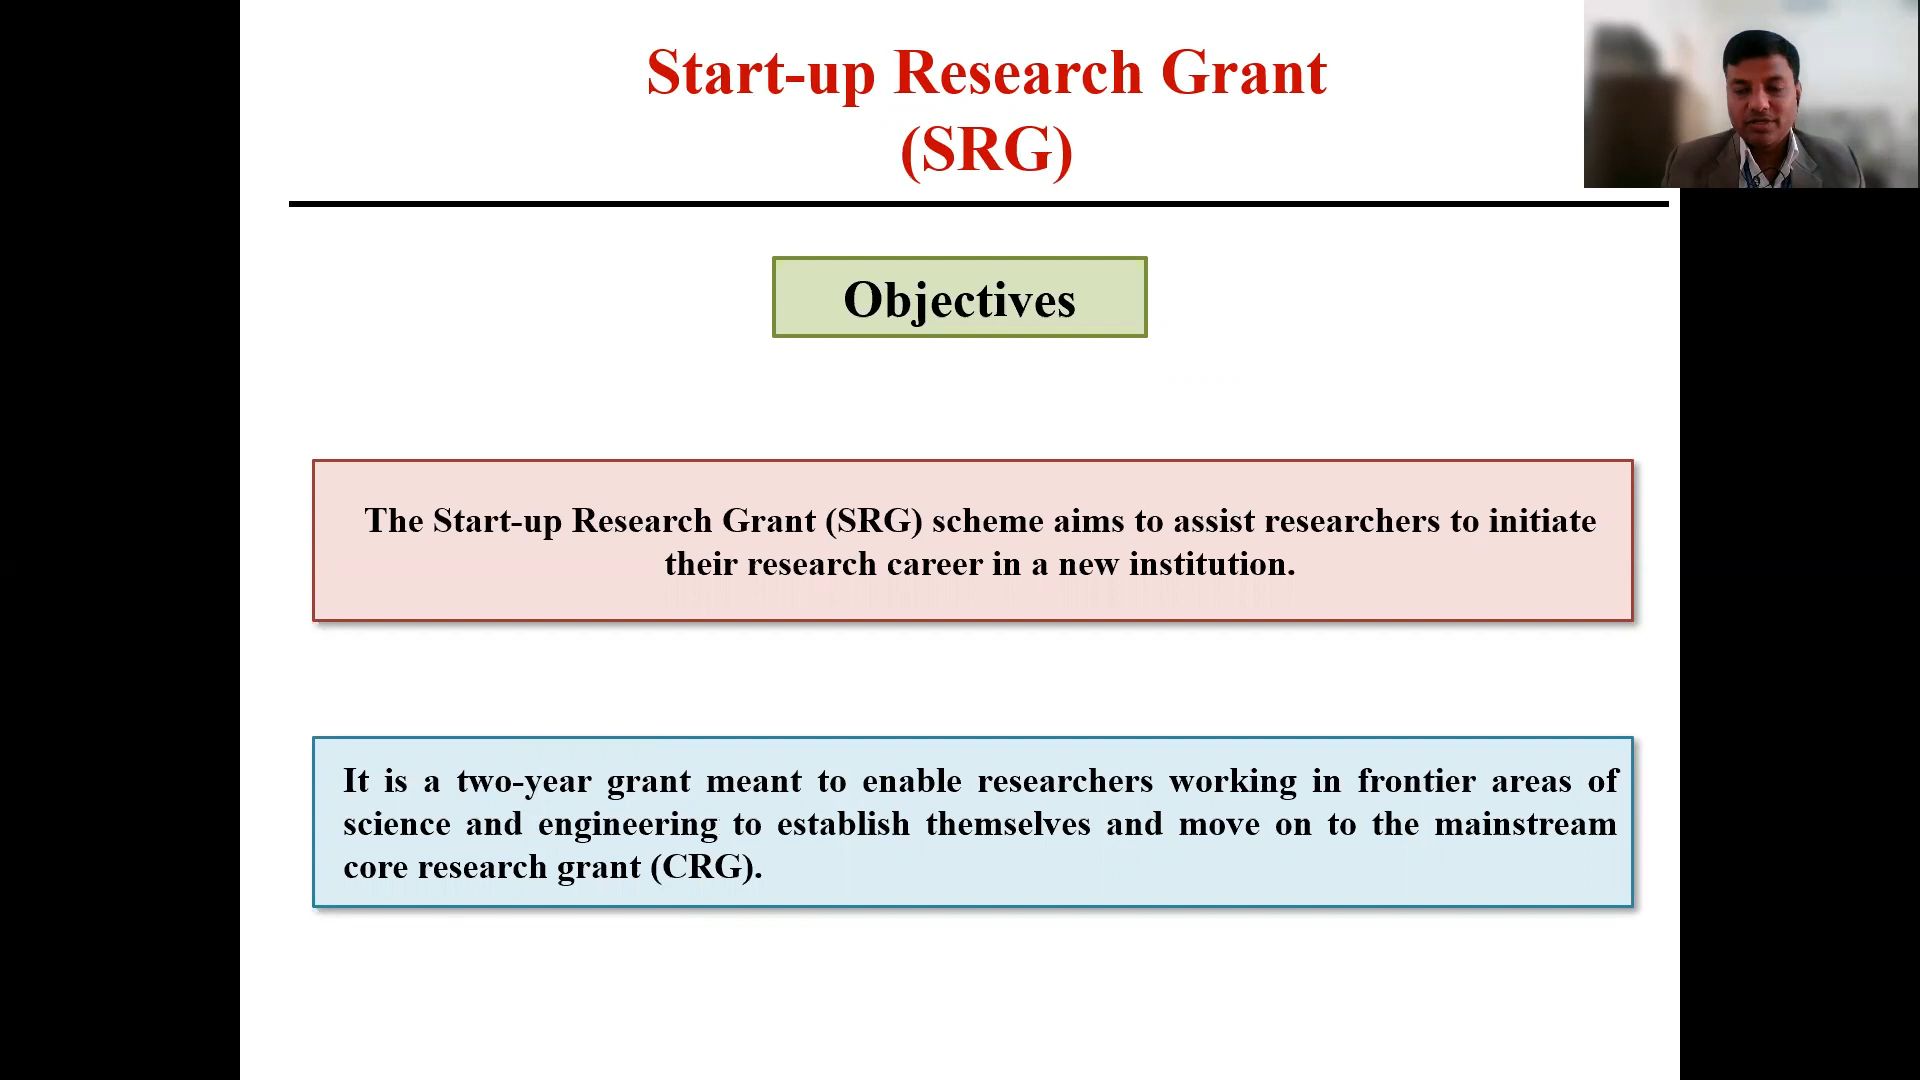 Start-up Research Grant
(SRG)
Objectives
The Start-up Research Grant (SRG) scheme aims to assist researchers to initiate
their research career in a new institution.
It is a two-year grant meant to enable researchers working in frontier areas of
science and engineering to establish themselves and move on to the mainstream
core research grant (CRG).